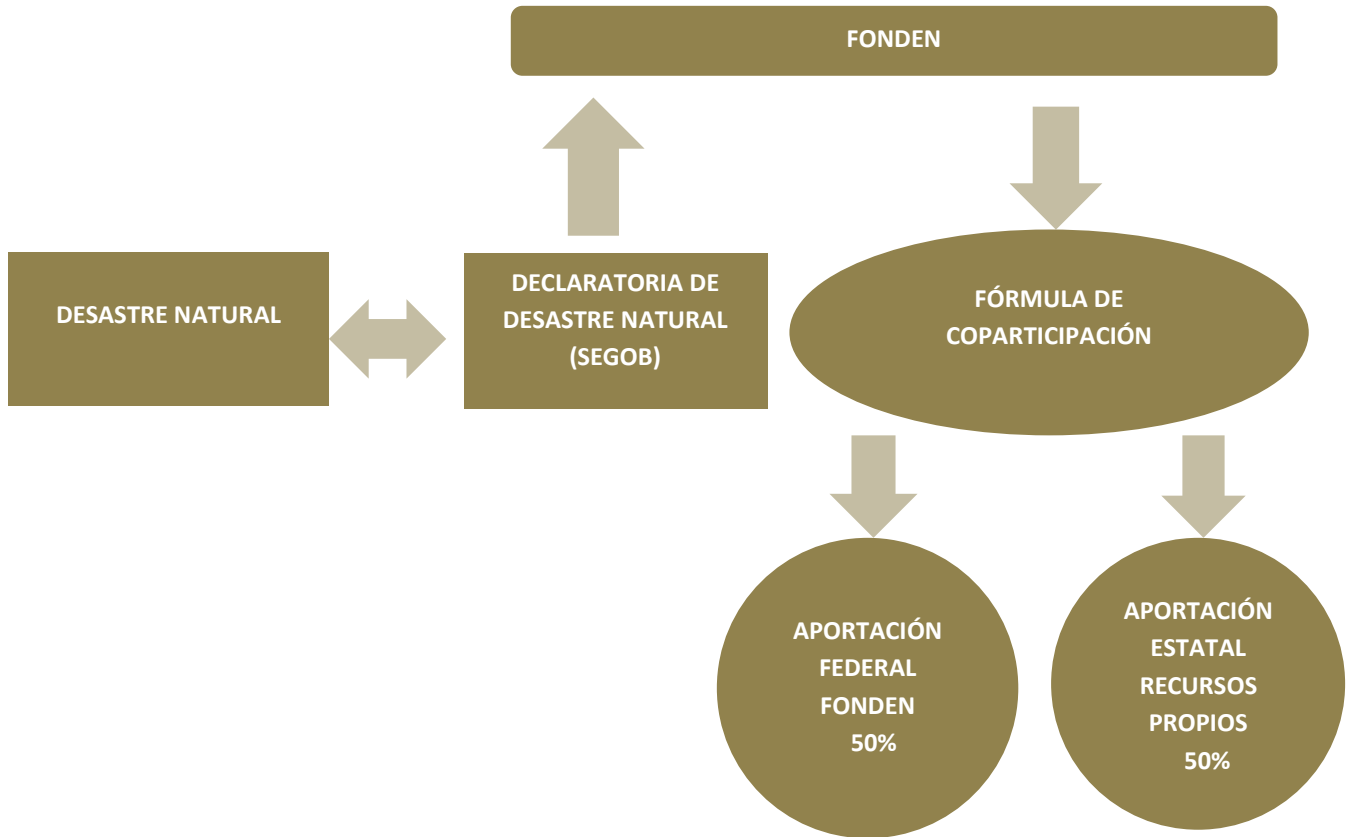 FONDEN
DESASTRE NATURAL
DECLARATORIA DE
DESASTRE NATURAL
(SEGOB)
FÓRMULA DE
COPARTICIPACIÓN
APORTACIÓN
FEDERAL
FONDEN
50%
APORTACIÓN
ESTATAL
RECURSOS
PROPIOS
50%